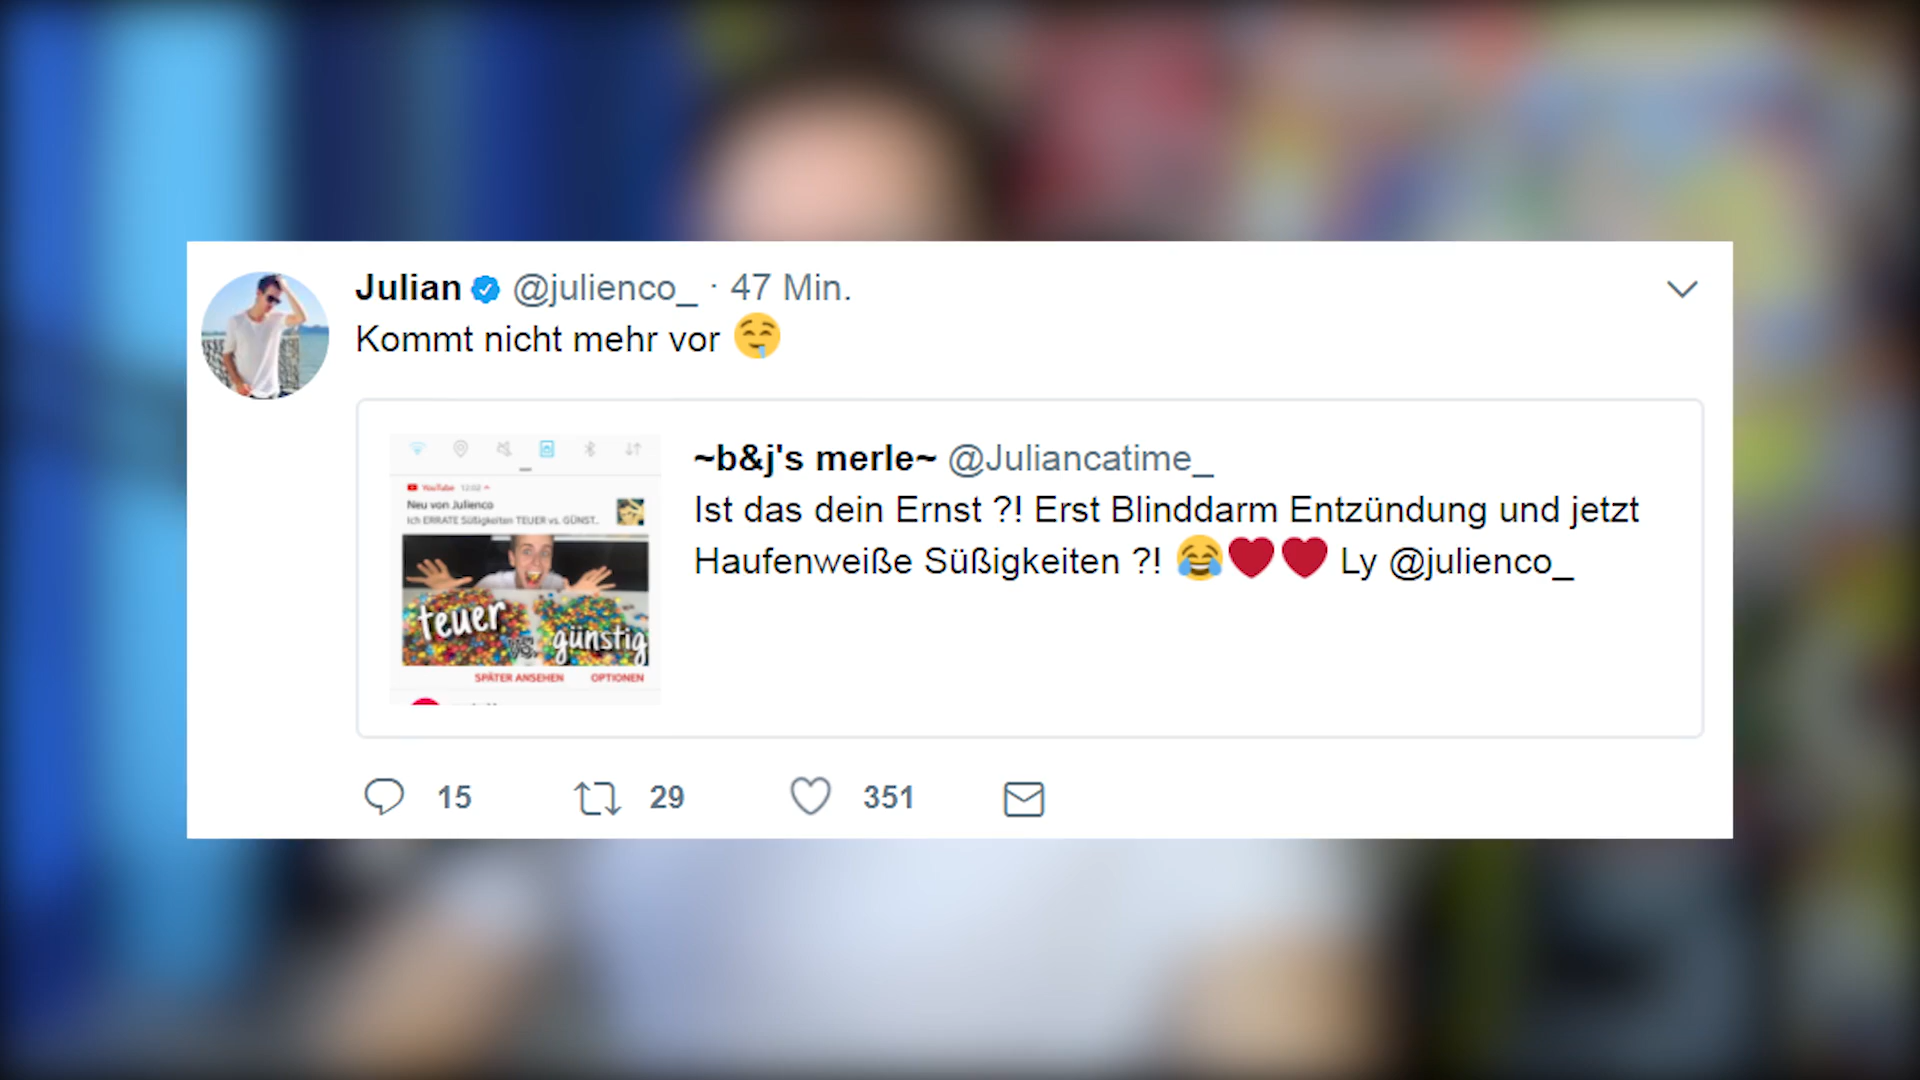 Julian @julienco_ · 47 Min.
Kommt nicht mehr vor 🤤
~b&j's merle~ @Juliancatime_
Ist das dein Ernst ?! Erst Blinddarm Entzündung und jetzt
Haufenweiße Süßigkeiten ?! 😂❤❤ Ly @julienco_
YouTube 12:02
Neu von Julienco
Ich ERRATE Süßigkeiten TEUER vs. GÜNST..
teuer
vs.
günstig
SPÄTER ANSEHEN OPTIONEN
15 29 351